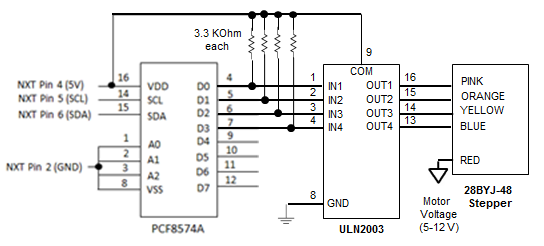 3.3 KOhm
each
9
COM
NXT Pin 4 (5V)
16
VDD
D0
4
1
IN1
OUT1
16
PINK
NXT Pin 5 (SCL)
14
SCL
D1
5
2
IN2
OUT2
15
ORANGE
NXT Pin 6 (SDA)
15
SDA
D2
6
3
IN3
OUT3
14
YELLOW
D3
7
4
IN4
OUT4
13
BLUE
1
A0
D4
9
2
A1
D5
10
NXT Pin 2 (GND)
3
A2
D6
11
8
VSS
D7
12
RED
8
GND
28BYJ-48
Stepper
Motor
Voltage
(5-12 V)
PCF8574A
ULN2003